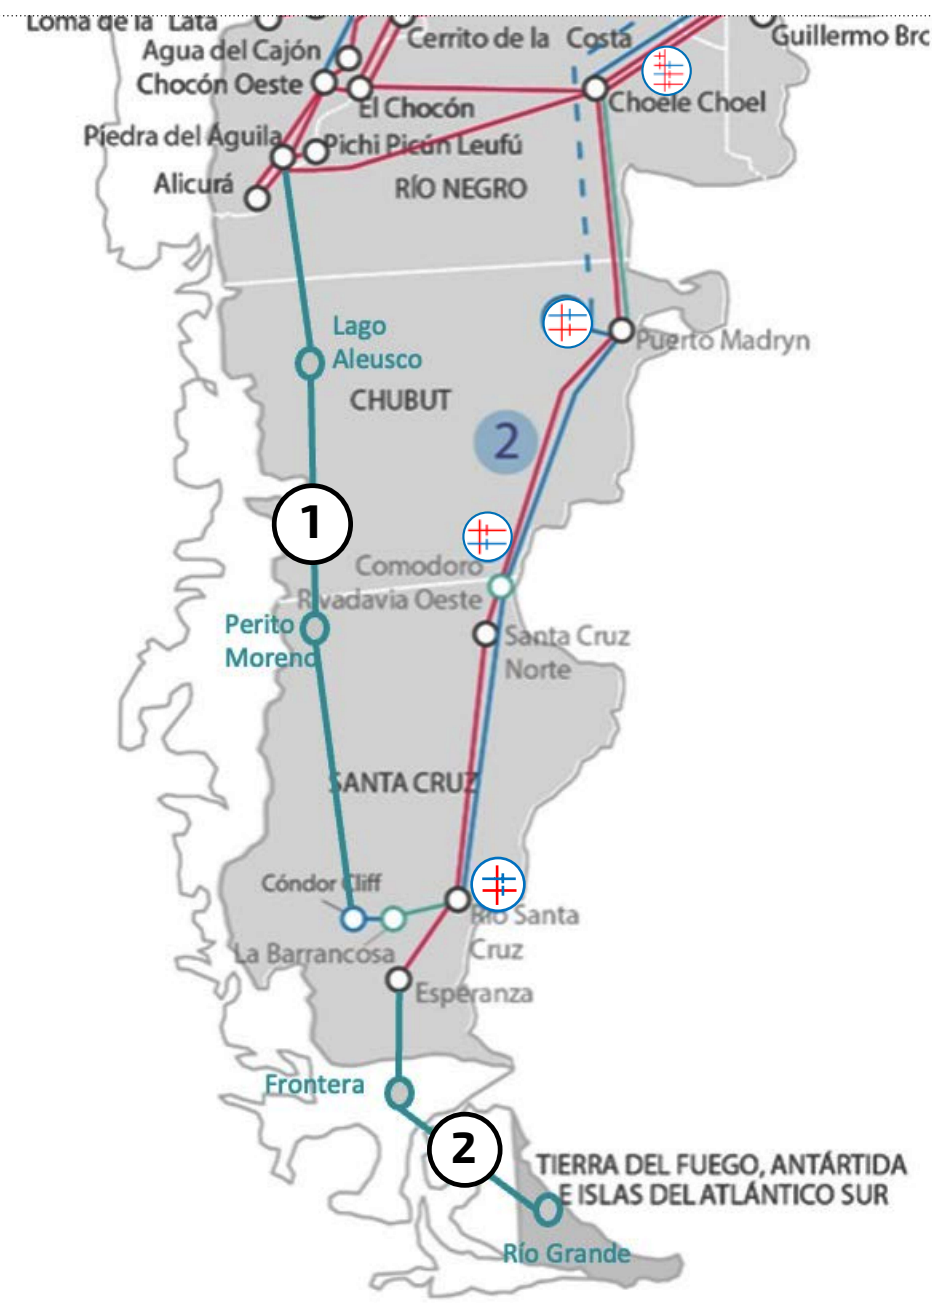 Loma de la Lata
Agua del Cajón
Cerrito de la Costa
Guillermo Brc
Chocón Oeste
El Chocón
Choele Choel
Piedra del Águila
Pichi Picún Leufú
Alicurá
RÍO NEGRO
Lago
Aleusco
Puerto Madryn
CHUBUT
2
1
Comodoro
Rivadavia Oeste
Perito
Moreno
Santa Cruz
Norte
SANTA CRUZ
Cóndor Cliff
Río Santa
Cruz
La Barrancosa
Esperanza
Frontera
2
TIERRA DEL FUEGO, ANTÁRTIDA
E ISLAS DEL ATLÁNTICO SUR
Río Grande